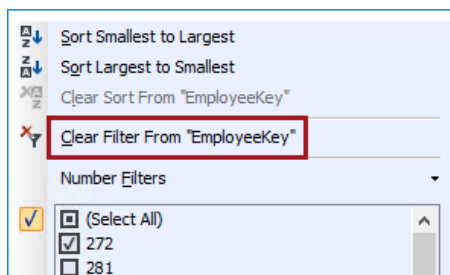 Sort Smallest to Largest
Sort Largest to Smallest
Clear Sort From "EmployeeKey"
Clear Filter From "EmployeeKey"
Number Filters
(Select All)
272
281